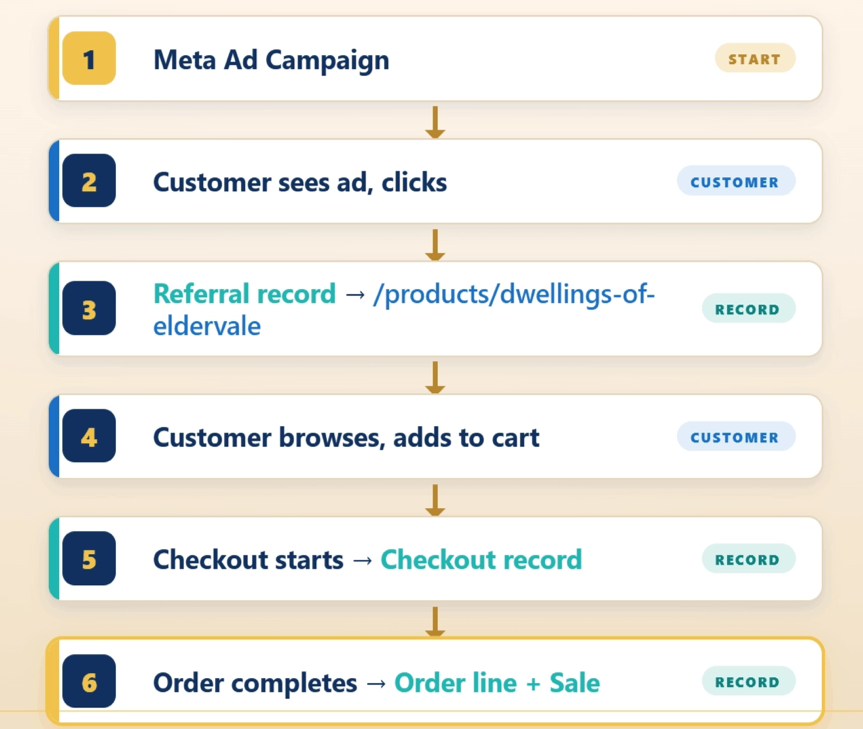 1 Meta Ad Campaign START
2 Customer sees ad, clicks CUSTOMER
3 Referral record → /products/dwellings-of-
eldervale RECORD
4 Customer browses, adds to cart CUSTOMER
5 Checkout starts → Checkout record RECORD
6 Order completes → Order line + Sale RECORD